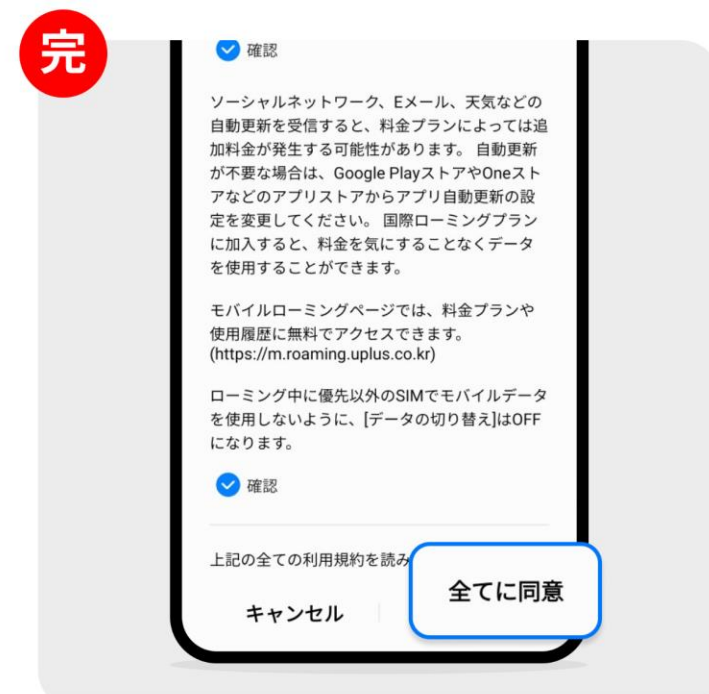 完
確認
ソーシャルネットワーク、Eメール、天気などの
自動更新を受信すると、料金プランによっては追
加料金が発生する可能性があります。 自動更新
が不要な場合は、Google PlayストアやOneスト
アなどのアプリストアからアプリ自動更新の設
定を変更してください。 国際ローミングプラン
に加入すると、料金を気にすることなくデータ
を使用することができます。
モバイルローミングページでは、料金プランや
使用履歴に無料でアクセスできます。
(https://m.roaming.uplus.co.kr)
ローミング中に優先以外のSIMでモバイルデータ
を使用しないように、[データの切り替え]はOFF
になります。
確認
上記の全ての利用規約を読み
キャンセル
全てに同意